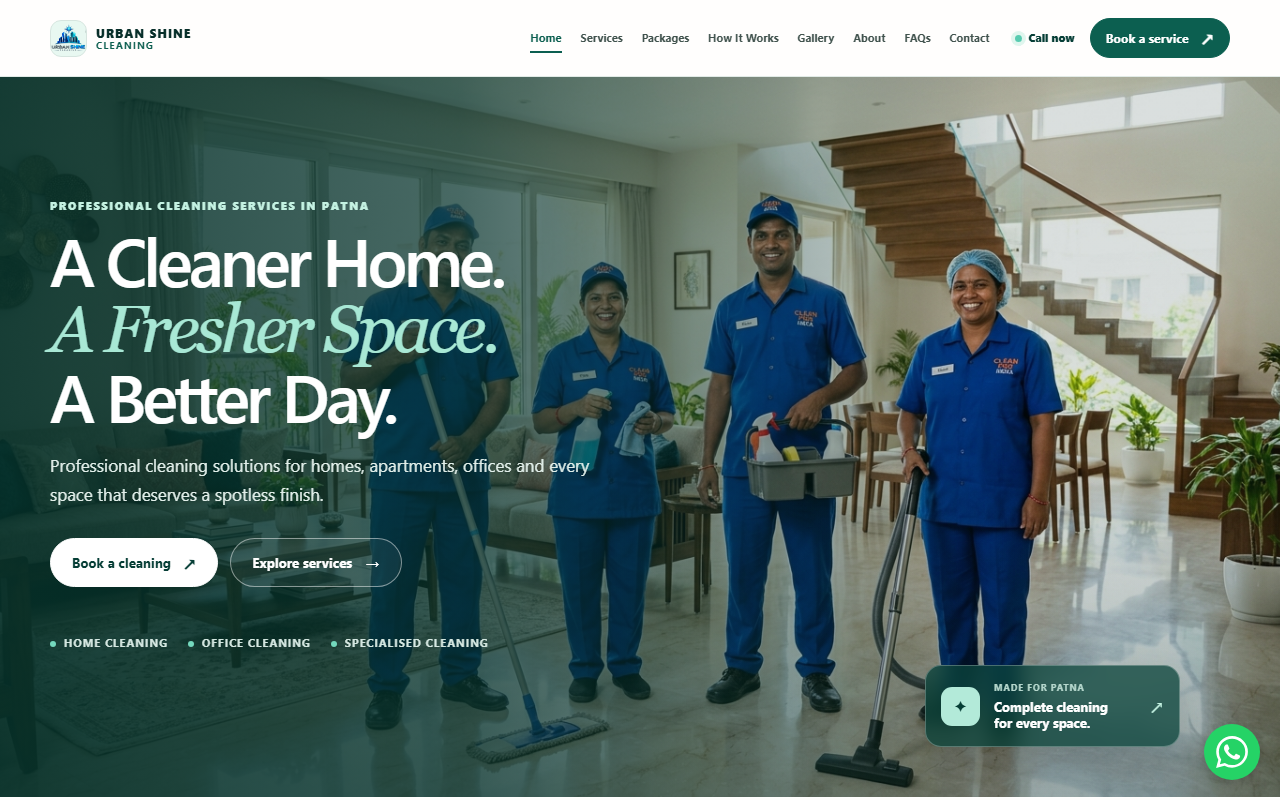 URBAN SHINE
CLEANING
Home
Services
Packages
How It Works
Gallery
About
FAQs
Contact
Call now
Book a service ↗
PROFESSIONAL CLEANING SERVICES IN PATNA
A Cleaner Home.
A Fresher Space.
A Better Day.
Professional cleaning solutions for homes, apartments, offices and every
space that deserves a spotless finish.
Book a cleaning ↗
Explore services →
HOME CLEANING
OFFICE CLEANING
SPECIALISED CLEANING
CLEAN
CLEAN
MADE FOR PATNA
Complete cleaning
for every space.
↗